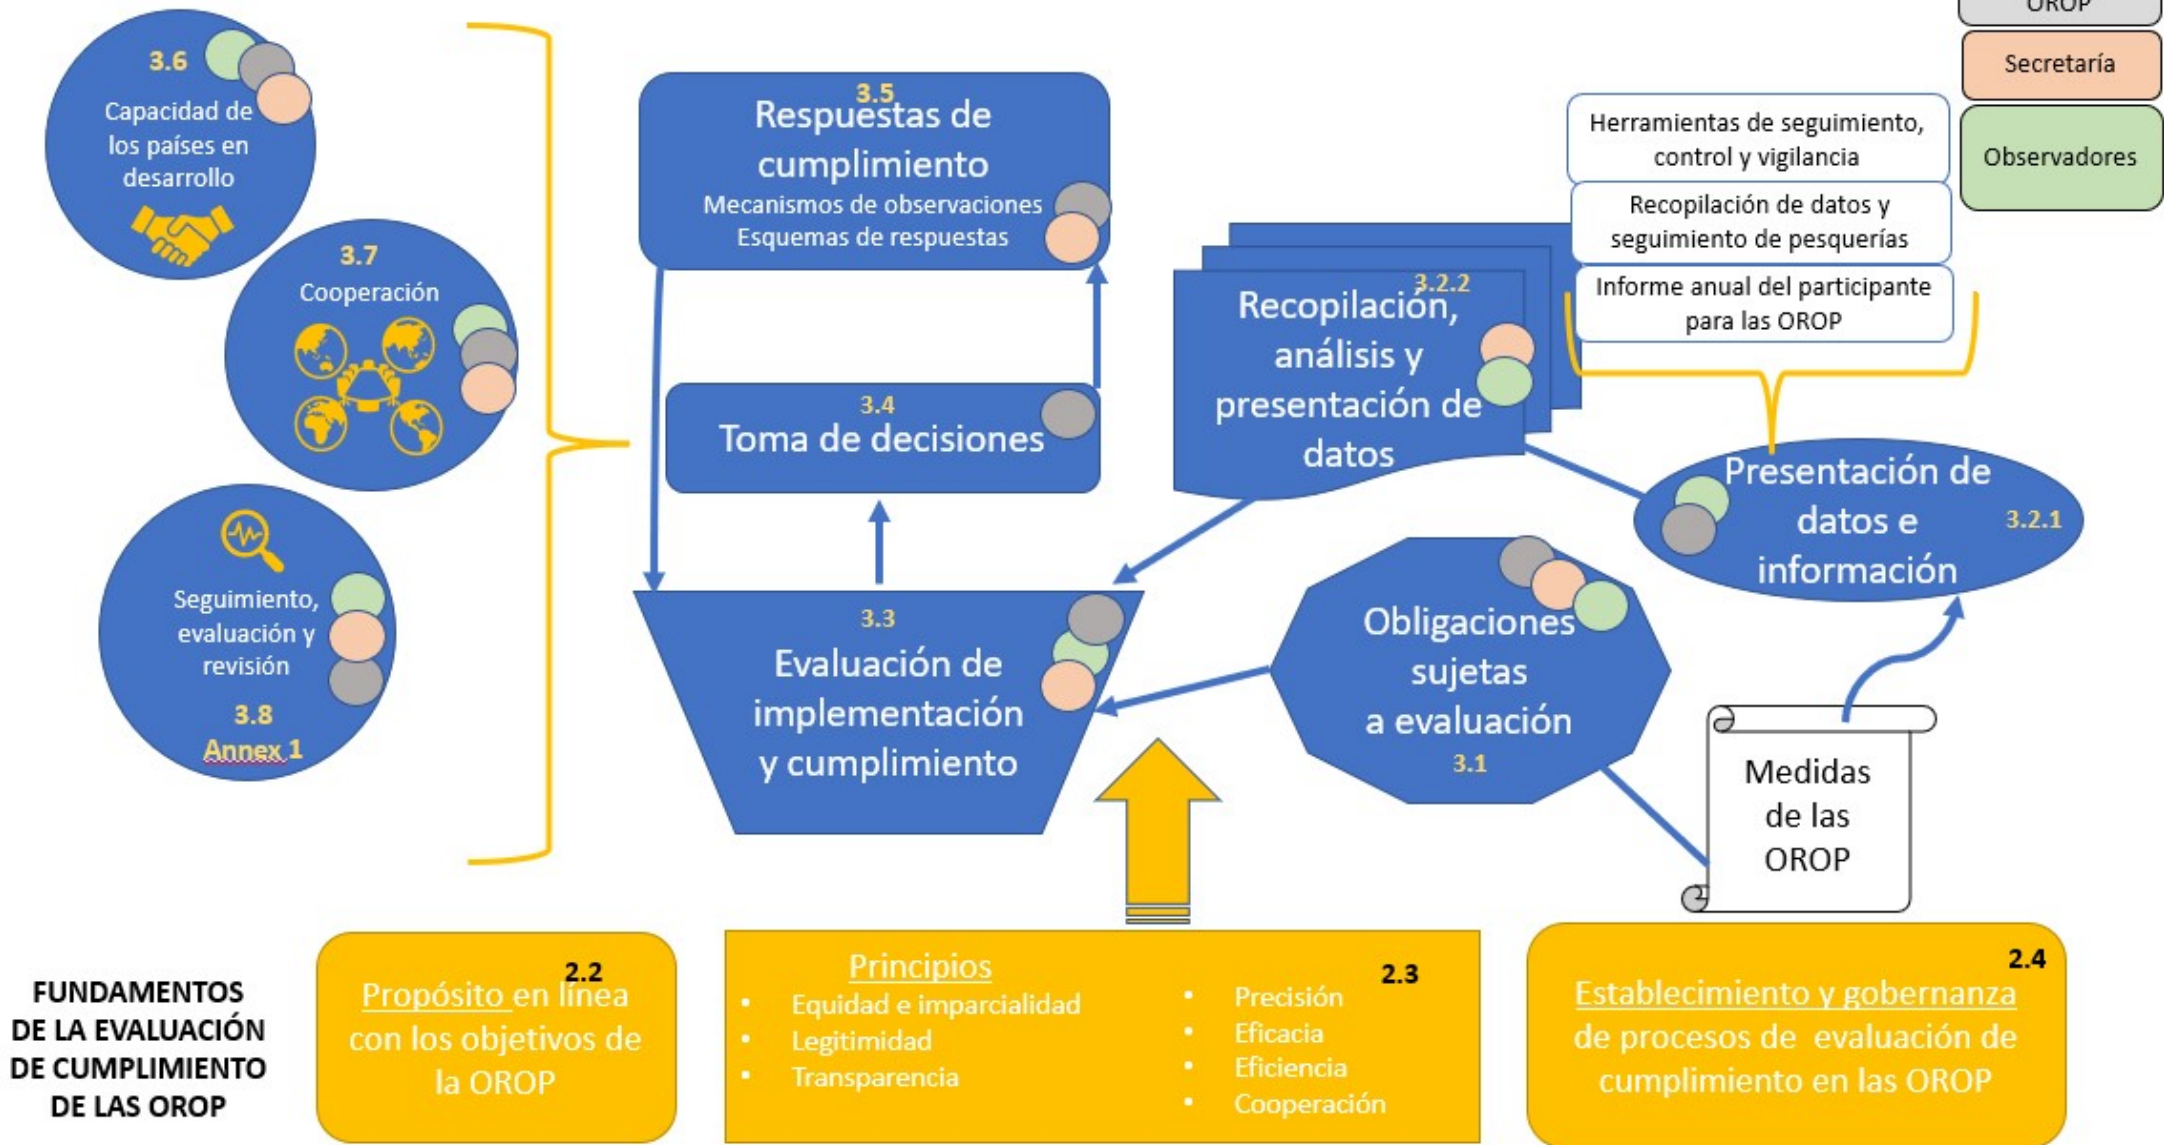 OROP
Secretaría
Observadores
3.6
Capacidad de
los países en
desarrollo
3.7
Cooperación
Seguimiento,
evaluación y
revisión
3.8
Annex 1
3.5
Respuestas de
cumplimiento
Mecanismos de observaciones
Esquemas de respuestas
3.4
Toma de decisiones
3.3
Evaluación de
implementación
y cumplimiento
3.2.2
Recopilación,
análisis y
presentación de
datos
Herramientas de seguimiento,
control y vigilancia
Recopilación de datos y
seguimiento de pesquerías
Informe anual del participante
para las OROP
Presentación de
datos e
3.2.1
información
Obligaciones
sujetas
a evaluación
3.1
Medidas
de las
OROP
FUNDAMENTOS
DE LA EVALUACIÓN
DE CUMPLIMIENTO
DE LAS OROP
2.2
Propósito en línea
con los objetivos de
la OROP
Principios
2.3
• Equidad e imparcialidad
• Legitimidad
• Transparencia
• Precisión
• Eficacia
• Eficiencia
• Cooperación
2.4
Establecimiento y gobernanza
de procesos de evaluación de
cumplimiento en las OROP